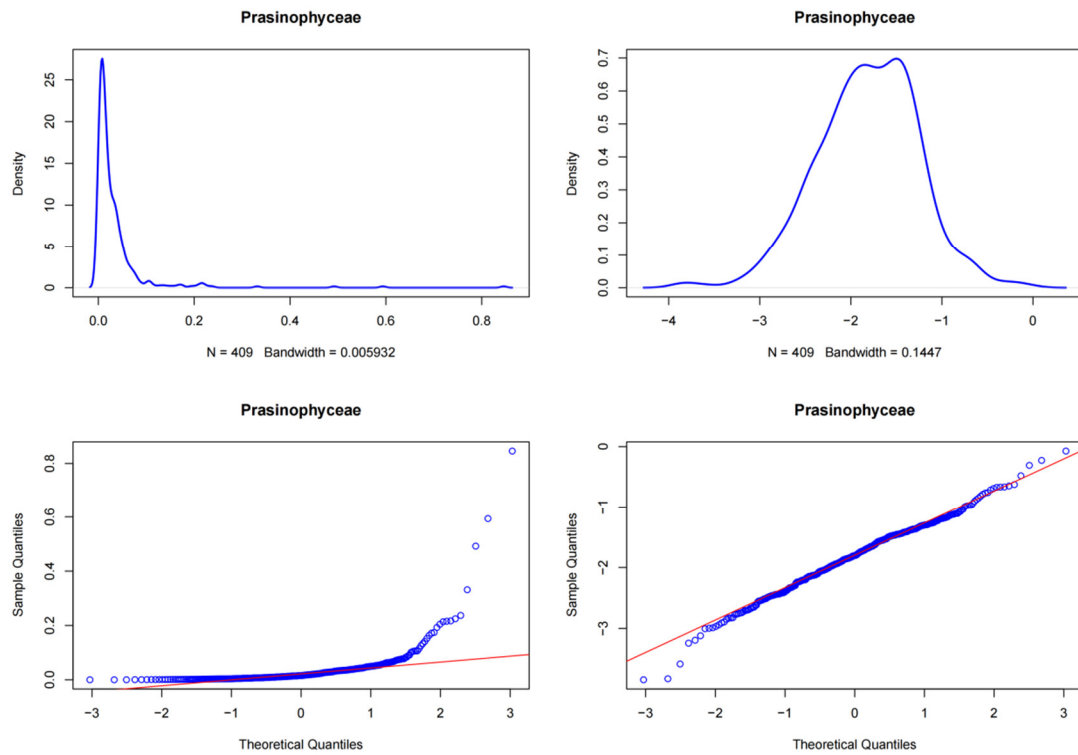 Prasinophyceae
Density
25
20
15
10
5
0
0.0 0.2 0.4 0.6 0.8
N = 409 Bandwidth = 0.005932
Prasinophyceae
Density
0.7
0.6
0.5
0.4
0.3
0.2
0.1
0.0
−4 −3 −2 −1 0
N = 409 Bandwidth = 0.1447
Prasinophyceae
Sample Quantiles
0.8
0.6
0.4
0.2
0.0
−3 −2 −1 0 1 2 3
Theoretical Quantiles
Prasinophyceae
Sample Quantiles
0
−1
−2
−3
−3 −2 −1 0 1 2 3
Theoretical Quantiles